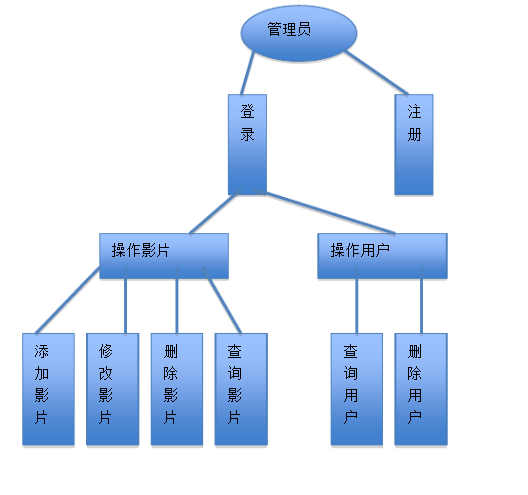 管理员
登录
注册
操作影片
操作用户
添加影片
修改影片
删除影片
查询影片
查询用户
删除用户